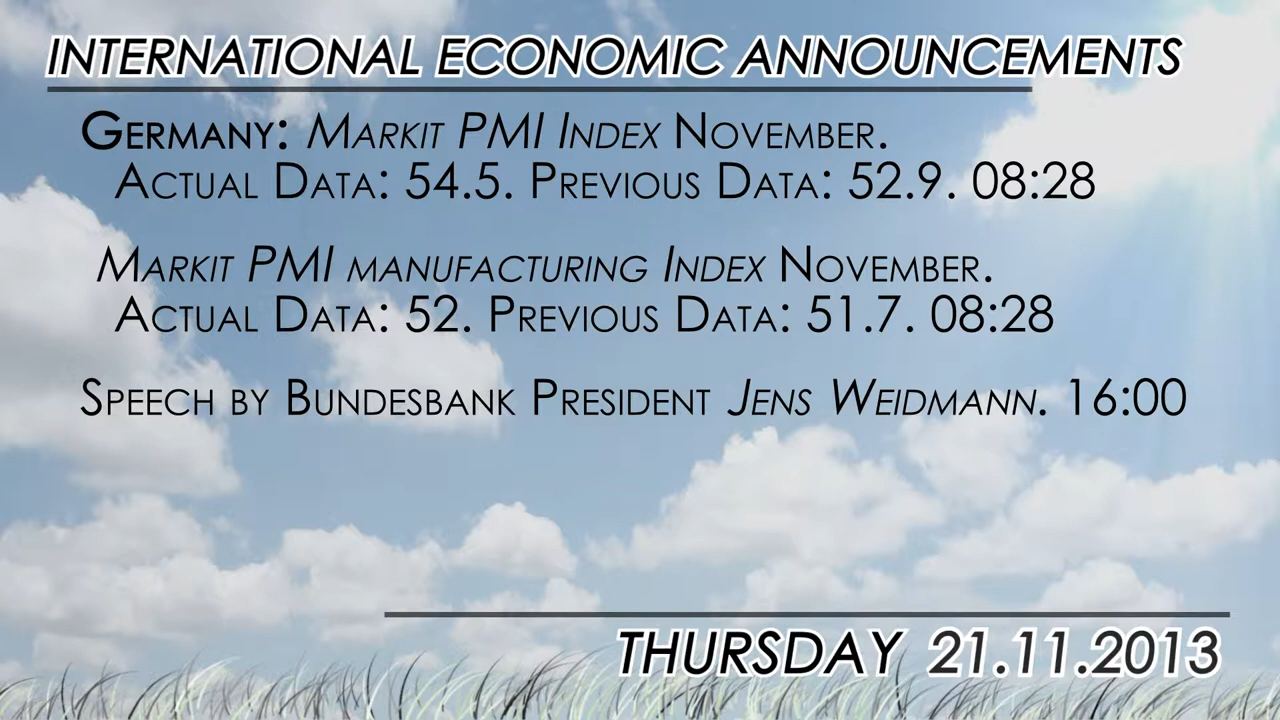 INTERNATIONAL ECONOMIC ANNOUNCEMENTS
GERMANY: MARKIT PMI INDEX NOVEMBER.
ACTUAL DATA: 54.5. PREVIOUS DATA: 52.9. 08:28
MARKIT PMI MANUFACTURING INDEX NOVEMBER.
ACTUAL DATA: 52. PREVIOUS DATA: 51.7. 08:28
SPEECH BY BUNDESBANK PRESIDENT JENS WEIDMANN. 16:00
THURSDAY 21.11.2013